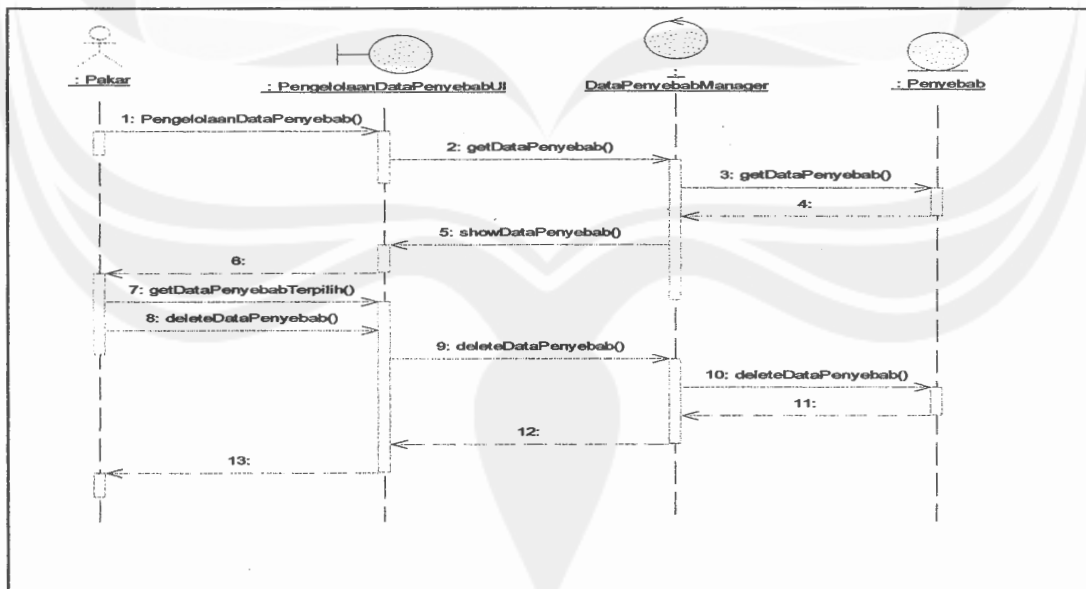 : Pakar
: PengelolaanDataPenyebabUI
:
DataPenyebabManager
: Penyebab
1: PengelolaanDataPenyebab()
2: getDataPenyebab()
3: getDataPenyebab()
4:
5: showDataPenyebab()
6:
7: getDataPenyebabTerpilih()
8: deleteDataPenyebab()
9: deleteDataPenyebab()
10: deleteDataPenyebab()
11:
12:
13: